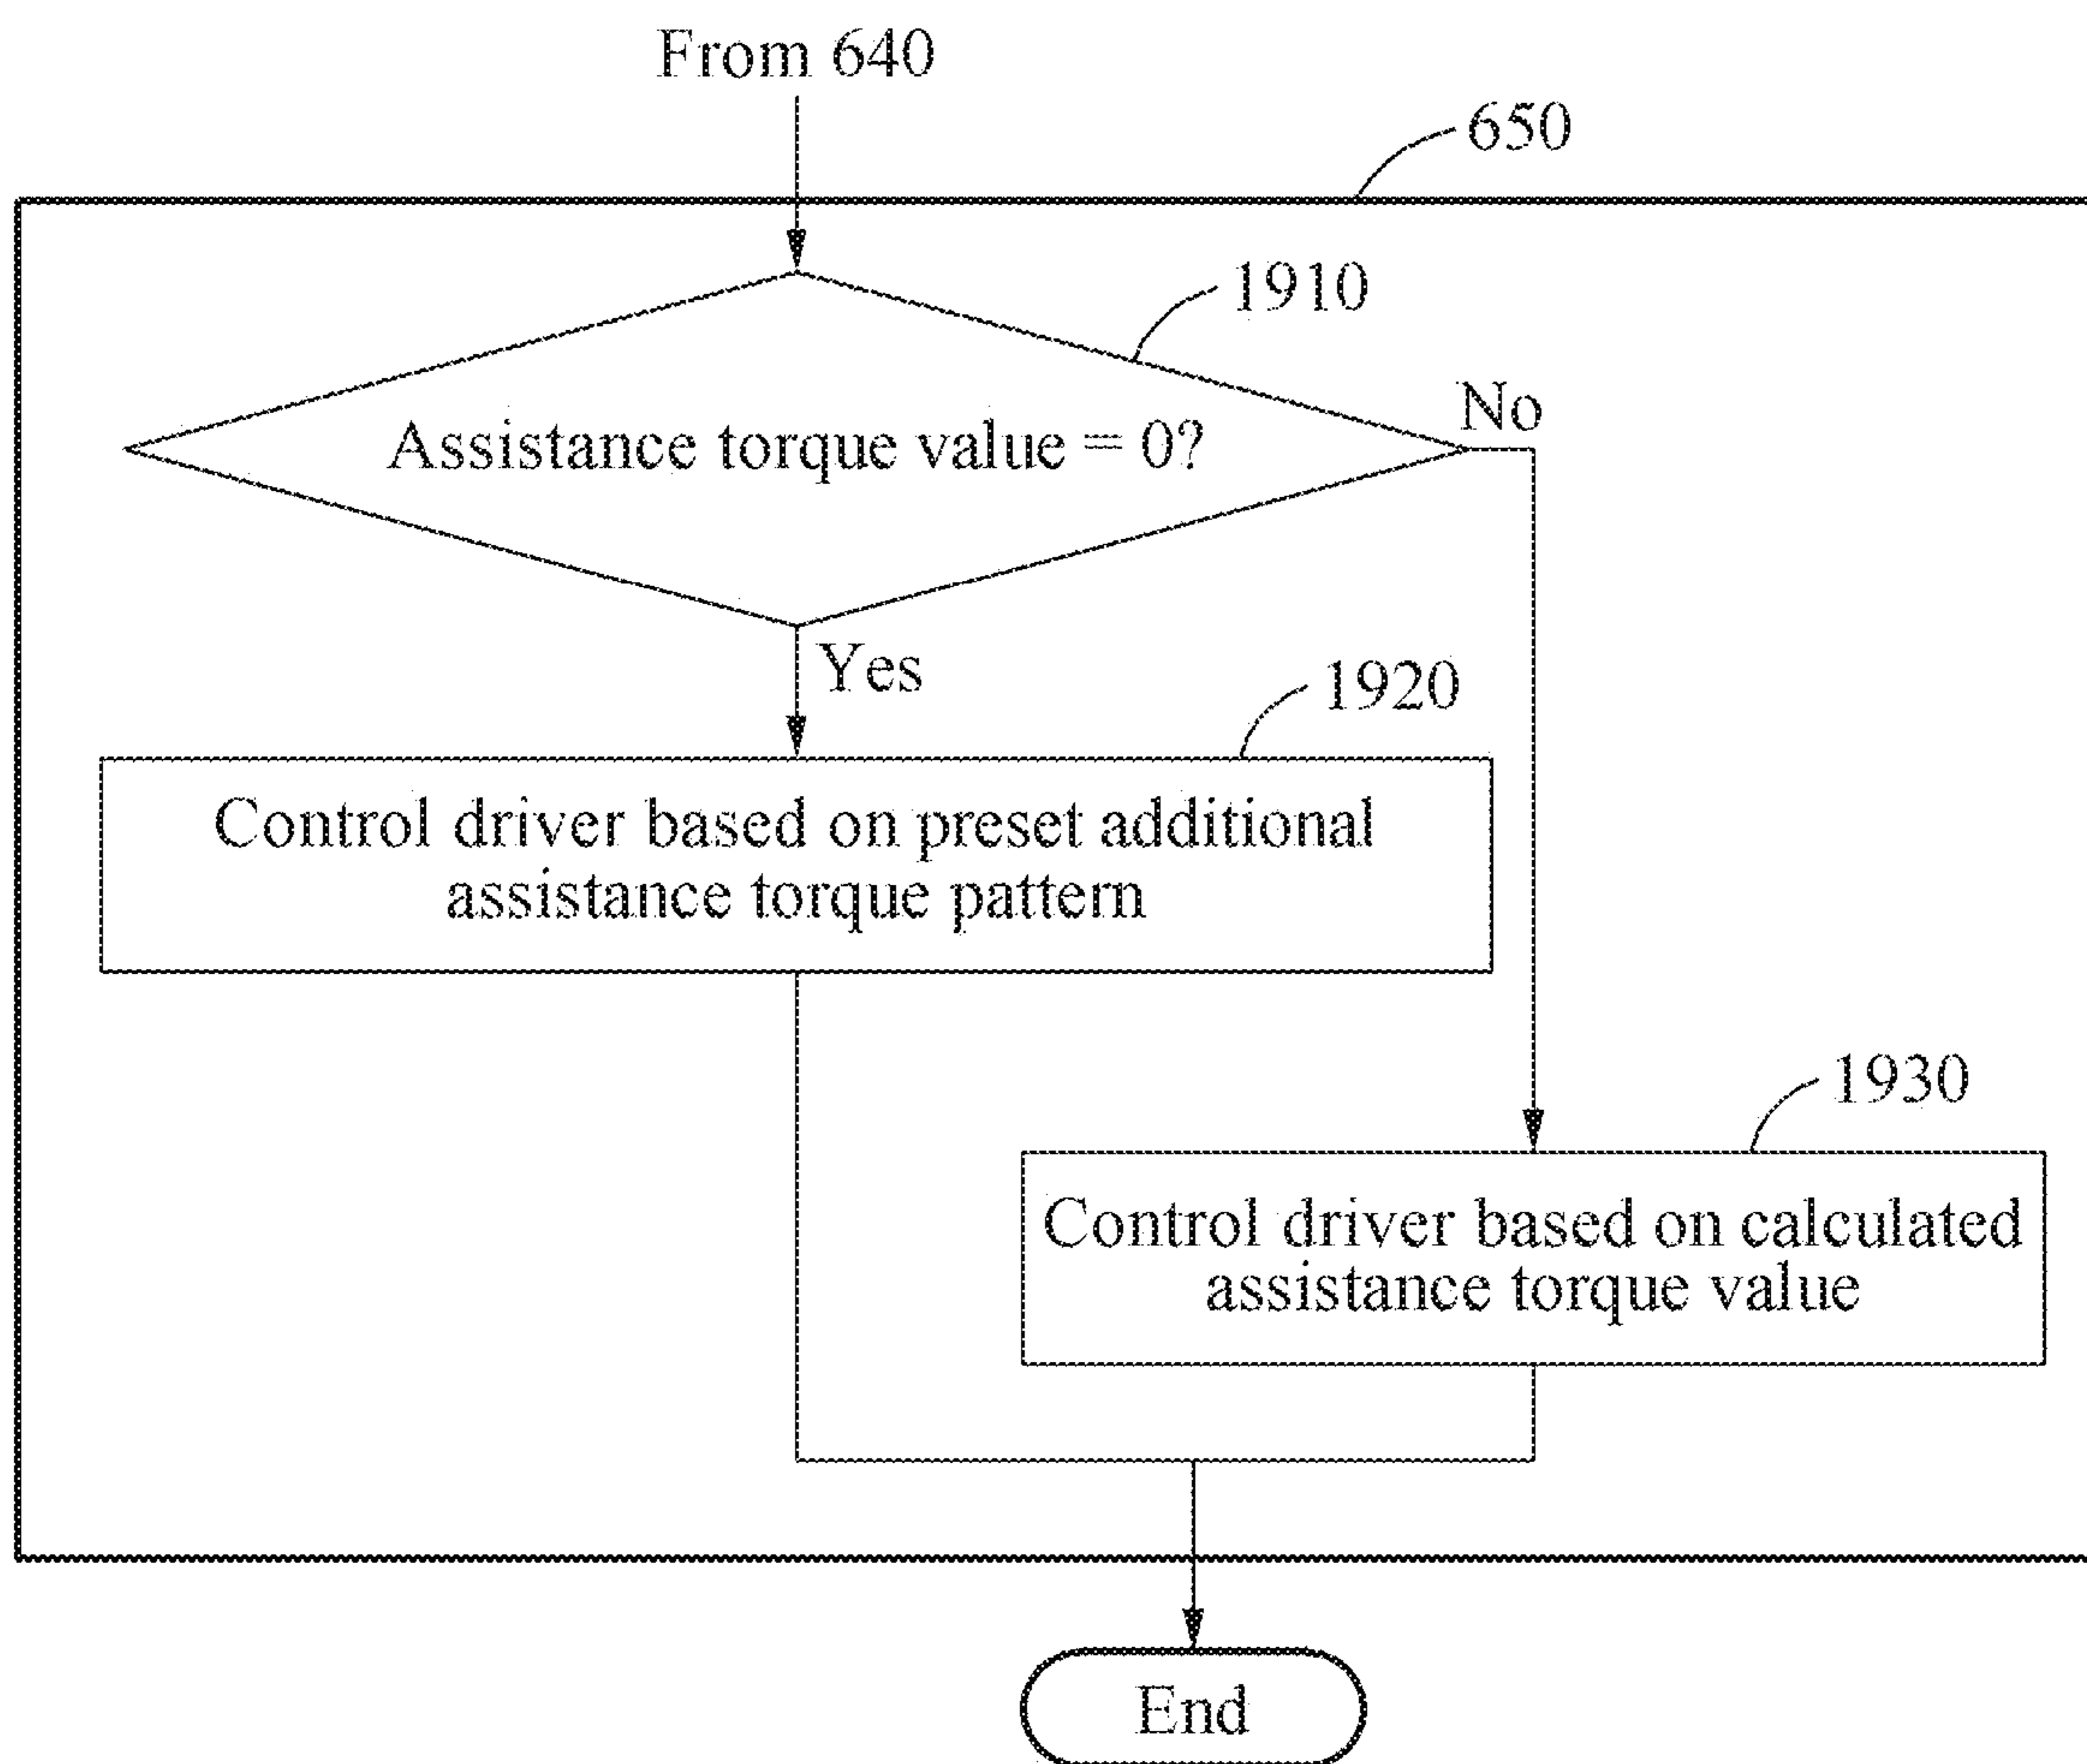 From 640
650
1910
Assistance torque value = 0?
No
Yes
1920
Control driver based on preset additional
assistance torque pattern
1930
Control driver based on calculated
assistance torque value
End